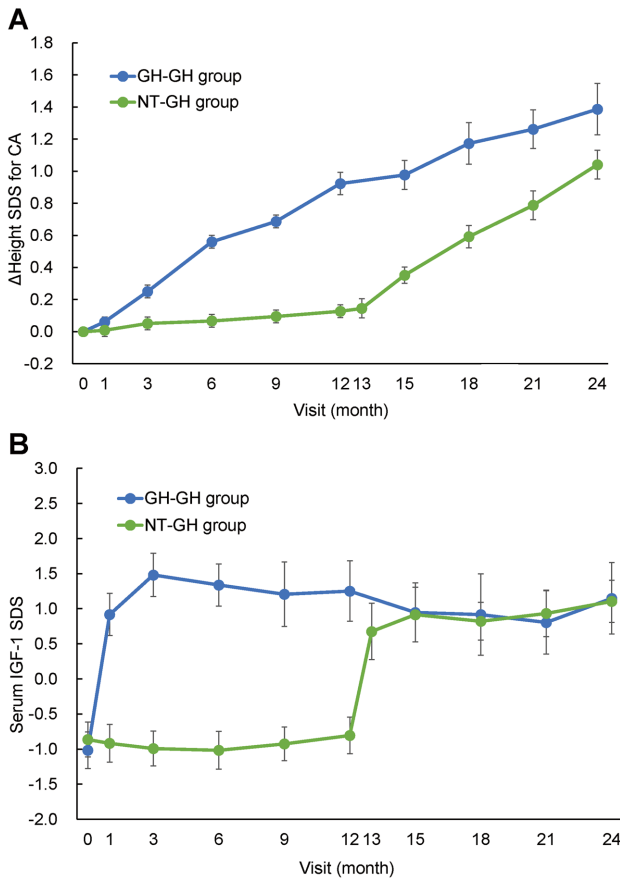 A
1.8
1.6
1.4
1.2
1.0
0.8
0.6
0.4
0.2
0.0
-0.2
ΔHeight SDS for CA
GH-GH group
NT-GH group
0 1 3 6 9 12 13 15 18 21 24
Visit (month)
B
3.0
2.5
2.0
1.5
1.0
0.5
0.0
-0.5
-1.0
-1.5
-2.0
Serum IGF-1 SDS
GH-GH group
NT-GH group
0 1 3 6 9 12 13 15 18 21 24
Visit (month)